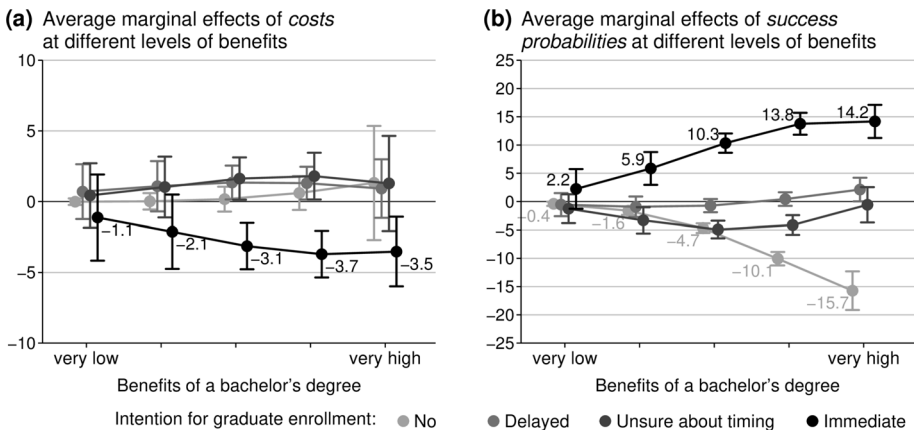 (a) Average marginal effects of costs
at different levels of benefits
10
5
0
−5
−10
−1.1
−2.1
−3.1
−3.7
−3.5
very low
very high
Benefits of a bachelor's degree
(b) Average marginal effects of success
probabilities at different levels of benefits
25
20
15
10
5
0
−5
−10
−15
−20
−25
2.2
5.9
10.3
13.8
14.2
−0.4
−1.6
−4.7
−10.1
−15.7
very low
very high
Benefits of a bachelor's degree
Intention for graduate enrollment: No Delayed Unsure about timing Immediate